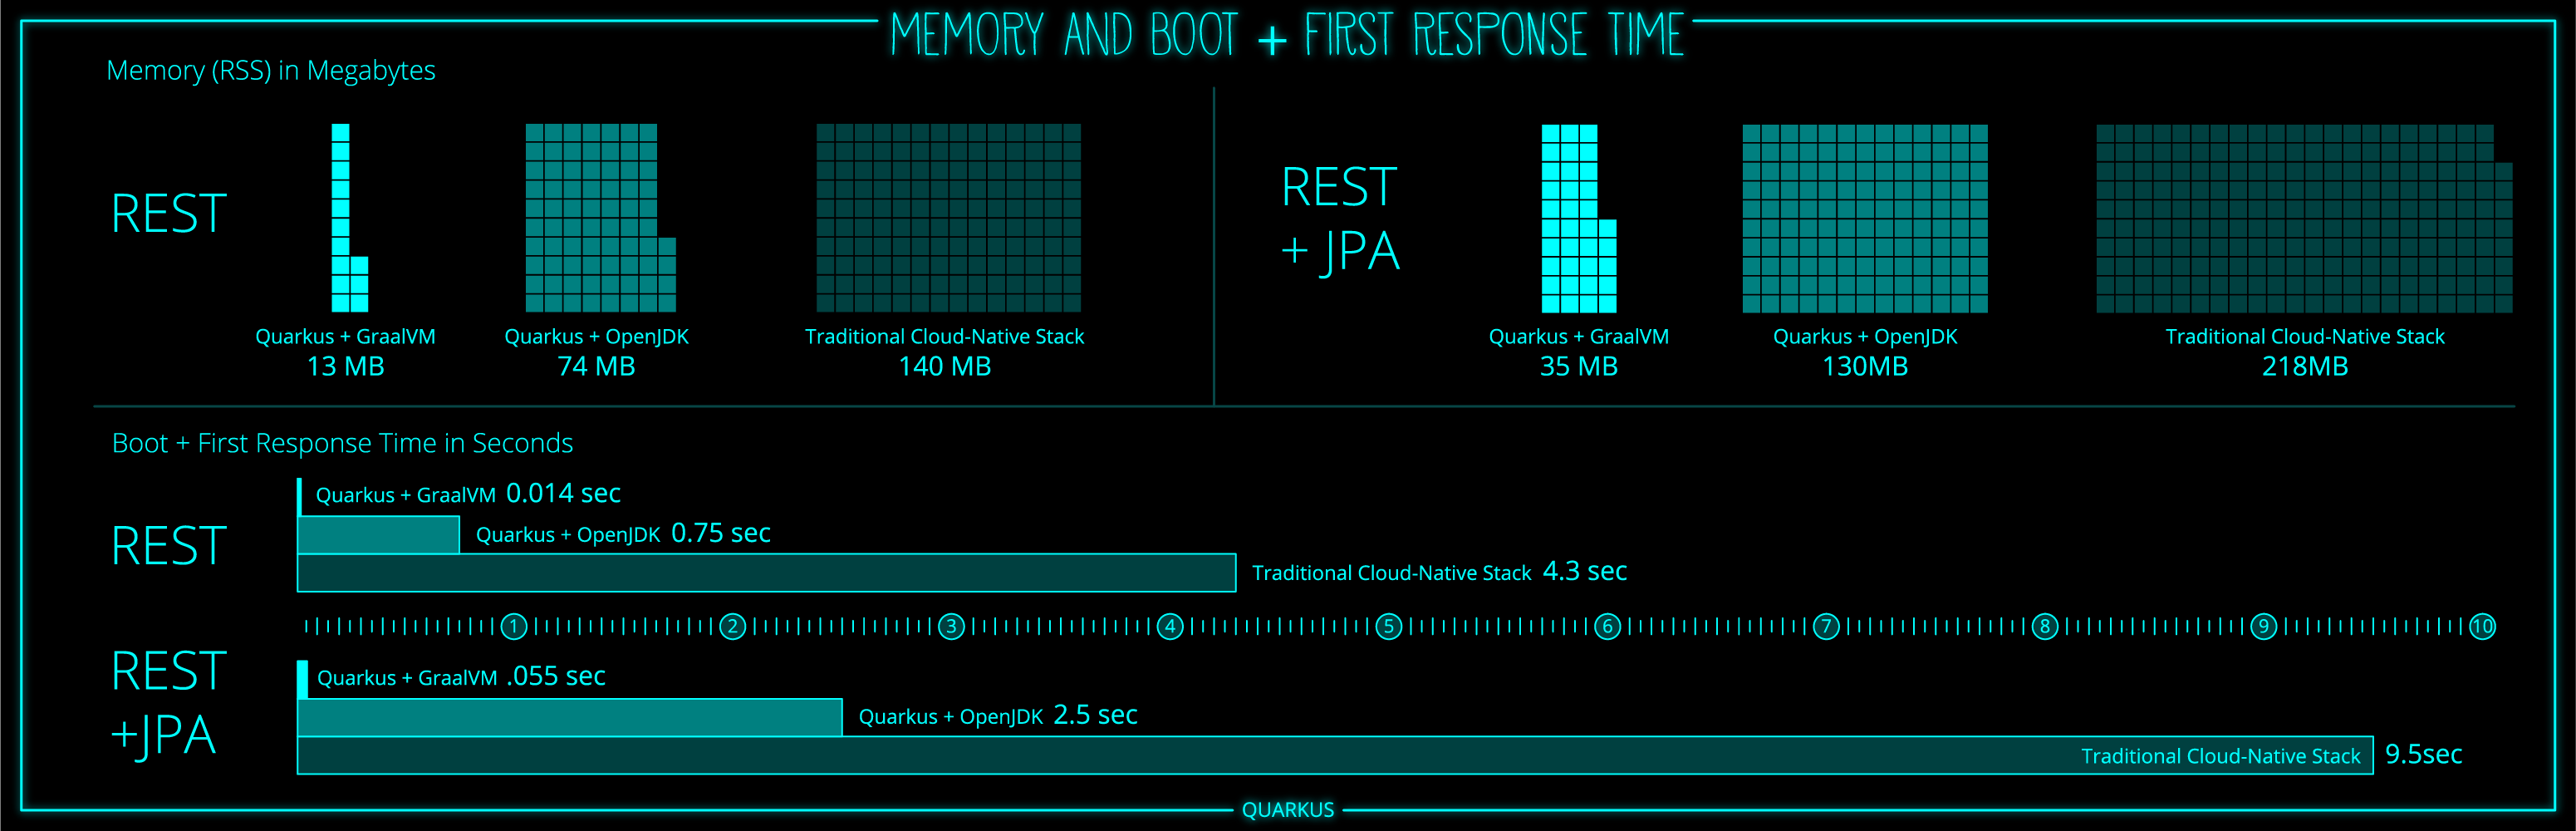 MEMORY AND BOOT + FIRST RESPONSE TIME
Memory (RSS) in Megabytes
REST
Quarkus + GraalVM
13 MB
Quarkus + OpenJDK
74 MB
Traditional Cloud-Native Stack
140 MB
REST
+ JPA
Quarkus + GraalVM
35 MB
Quarkus + OpenJDK
130MB
Traditional Cloud-Native Stack
218MB
Boot + First Response Time in Seconds
REST
Quarkus + GraalVM 0.014 sec
Quarkus + OpenJDK 0.75 sec
Traditional Cloud-Native Stack 4.3 sec
1 2 3 4 5 6 7 8 9 10
REST
+JPA
Quarkus + GraalVM .055 sec
Quarkus + OpenJDK 2.5 sec
Traditional Cloud-Native Stack 9.5sec
QUARKUS